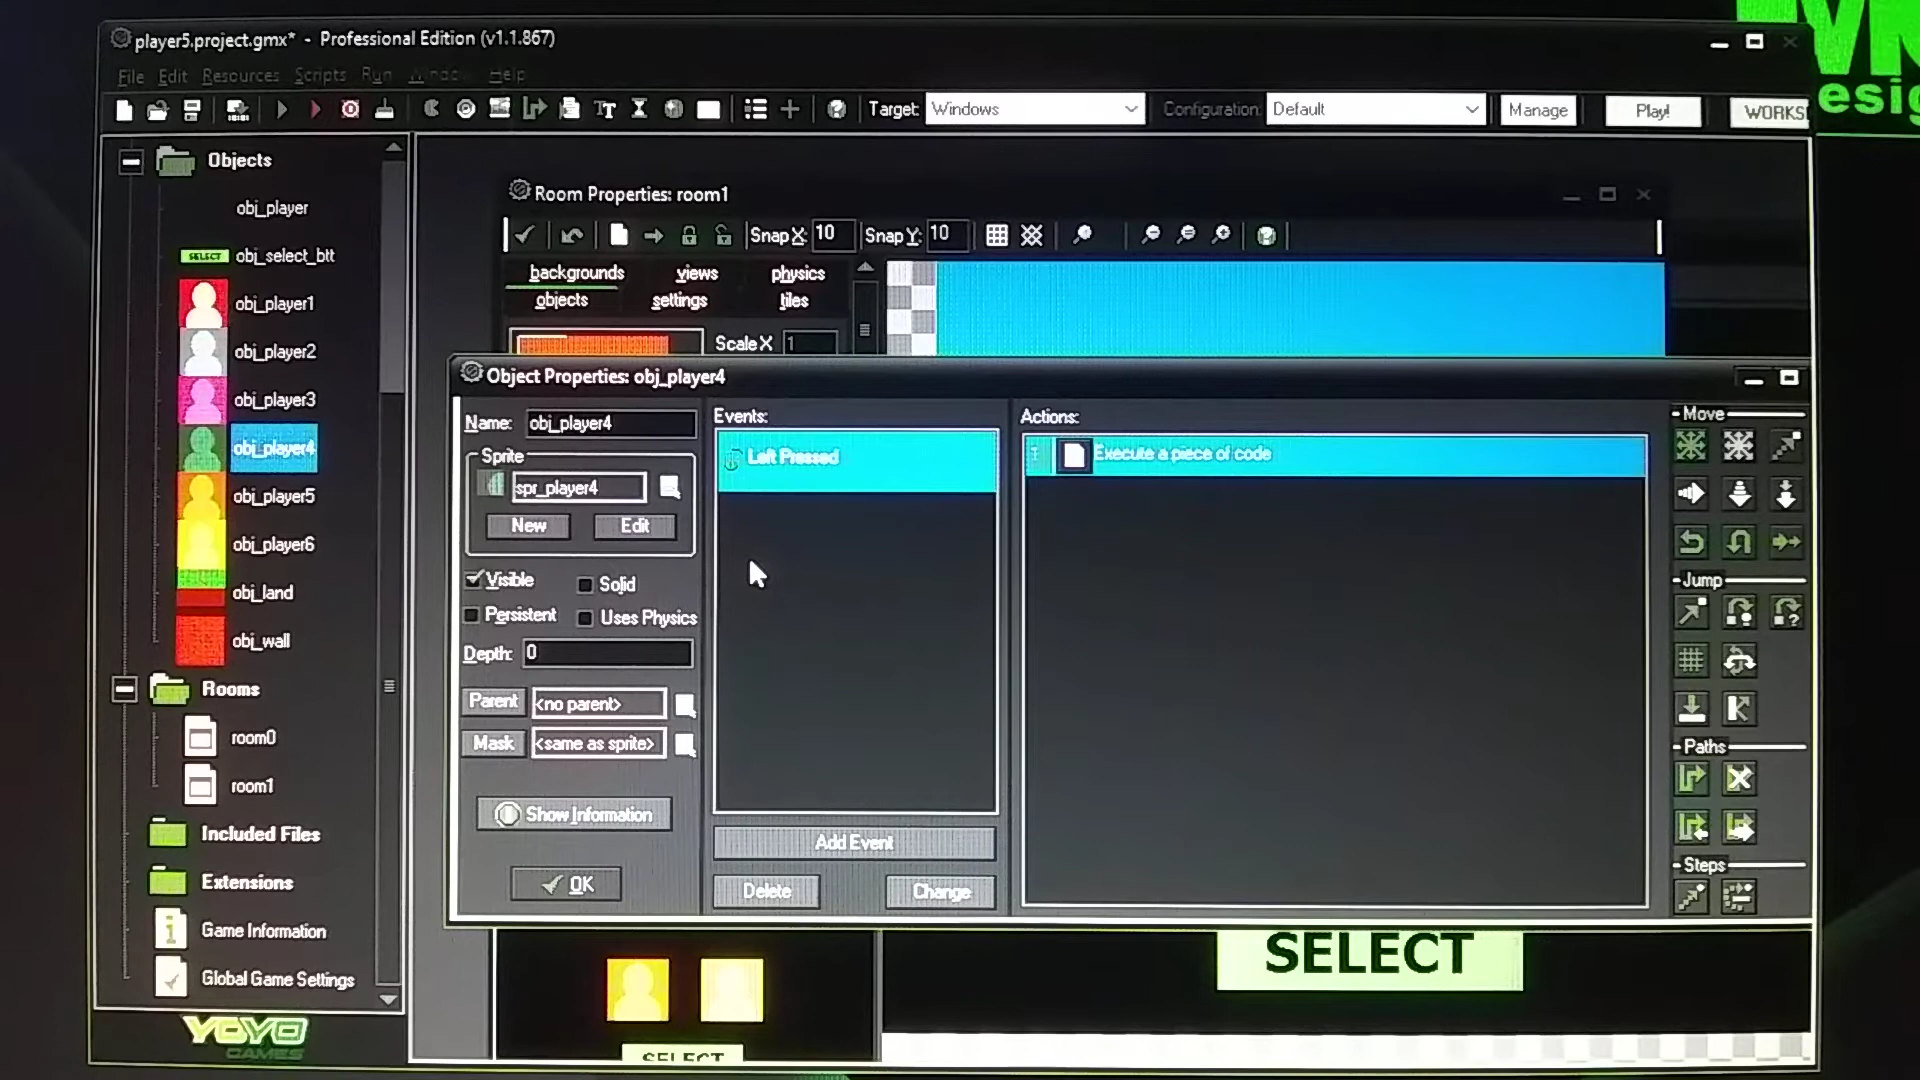 player5.project.gmx* - Professional Edition (v1.1.867)
File Edit Resources Scripts Run Window Help
Target: Windows Configuration: Default Manage Play!
Objects
obj_player
SELECT obj_select_btt
obj_player1
obj_player2
obj_player3
obj_player4
obj_player5
obj_player6
obj_land
obj_wall
Rooms
room0
room1
Included Files
Extensions
Game Information
Global Game Settings
YOYO
GAMES
Room Properties: room1
Snap X: 10 Snap Y: 10
backgrounds views physics
objects settings tiles
Scale X 1
Object Properties: obj_player4
Name: obj_player4
Sprite
spr_player4
New Edit
Visible Solid
Persistent Uses Physics
Depth: 0
Parent <no parent>
Mask <same as sprite>
Show Information
OK
Events:
Left Pressed
Add Event
Delete Change
Actions:
1 Execute a piece of code
Move
Jump
Paths
Steps
SELECT
SELECT